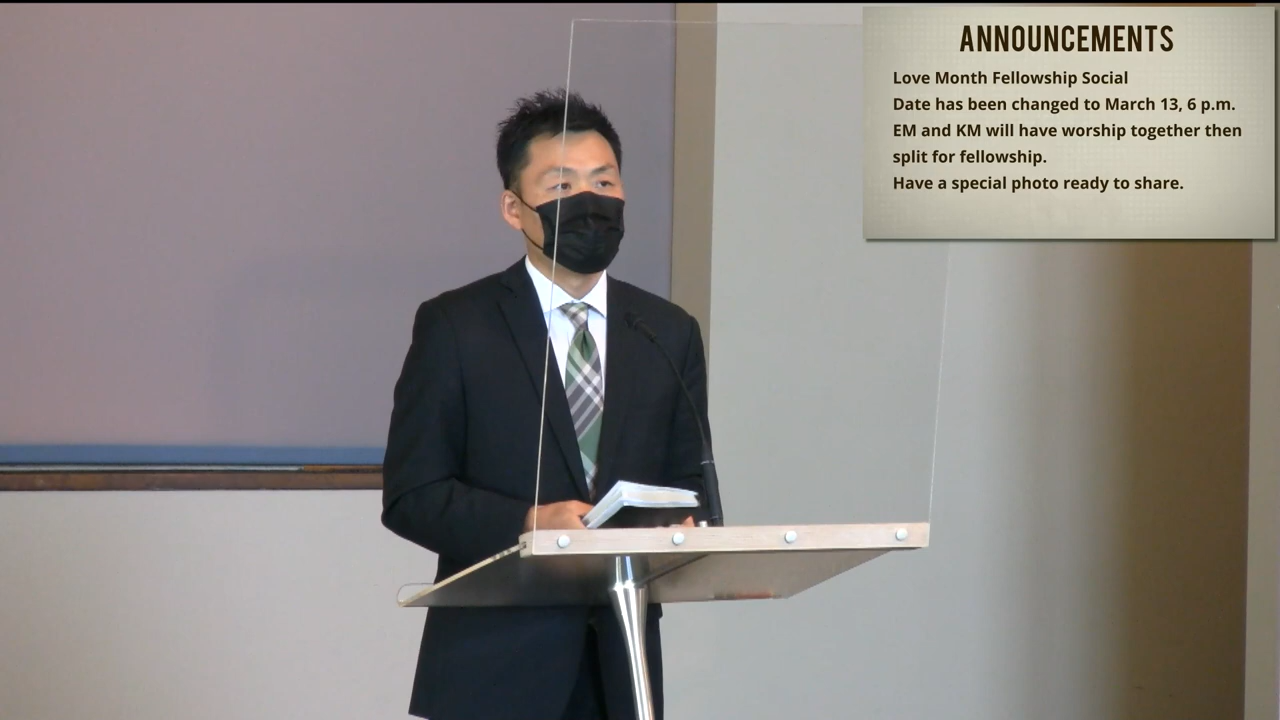 ANNOUNCEMENTS
Love Month Fellowship Social
Date has been changed to March 13, 6 p.m.
EM and KM will have worship together then
split for fellowship.
Have a special photo ready to share.